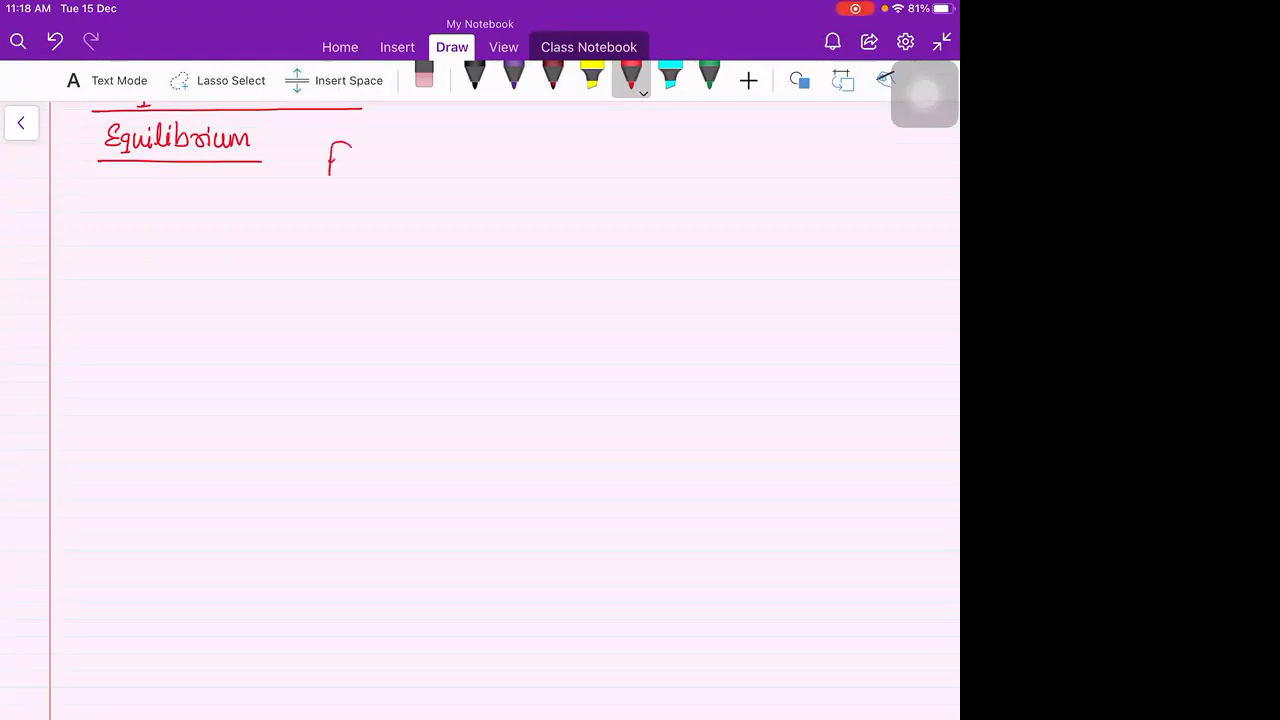 11:18 AM Tue 15 Dec 81%
My Notebook
Home Insert Draw View Class Notebook
A Text Mode Lasso Select Insert Space
Equilibrium F